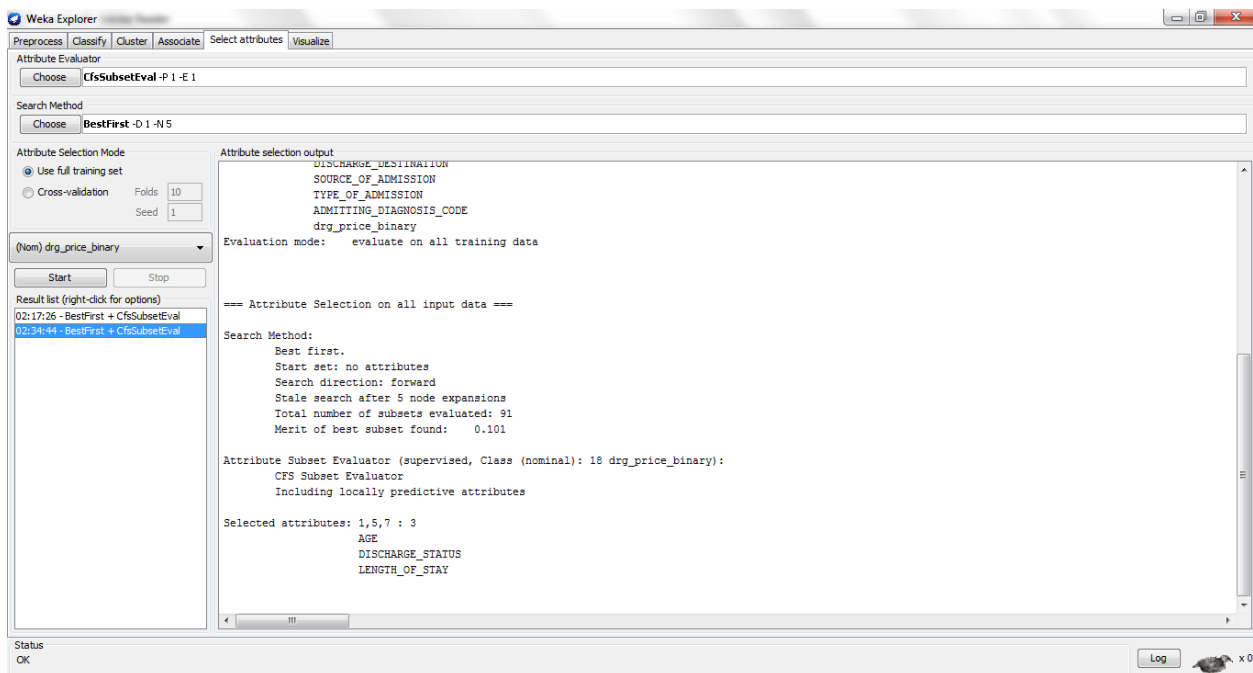 Weka Explorer
Preprocess Classify Cluster Associate Select attributes Visualize
Attribute Evaluator
Choose CfsSubsetEval -P 1 -E 1
Search Method
Choose BestFirst -D 1 -N 5
Attribute Selection Mode
Use full training set
Cross-validation Folds 10
Seed 1
(Nom) drg_price_binary
Start Stop
Result list (right-click for options)
02:17:26 - BestFirst + CfsSubsetEval
02:34:44 - BestFirst + CfsSubsetEval
Attribute selection output
DISCHARGE_DESTINATION
SOURCE_OF_ADMISSION
TYPE_OF_ADMISSION
ADMITTING_DIAGNOSIS_CODE
drg_price_binary
Evaluation mode: evaluate on all training data
=== Attribute Selection on all input data ===
Search Method:
Best first.
Start set: no attributes
Search direction: forward
Stale search after 5 node expansions
Total number of subsets evaluated: 91
Merit of best subset found: 0.101
Attribute Subset Evaluator (supervised, Class (nominal): 18 drg_price_binary):
CFS Subset Evaluator
Including locally predictive attributes
Selected attributes: 1,5,7 : 3
AGE
DISCHARGE_STATUS
LENGTH_OF_STAY
Status
OK
Log x 0